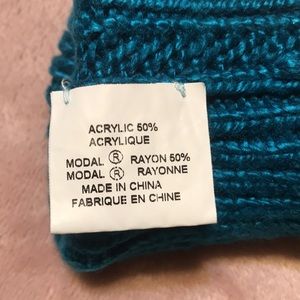 ACRYLIC 50%
ACRYLIQUE
MODAL ® RAYON 50%
MODAL ® RAYONNE
MADE IN CHINA
FABRIQUE EN CHINE